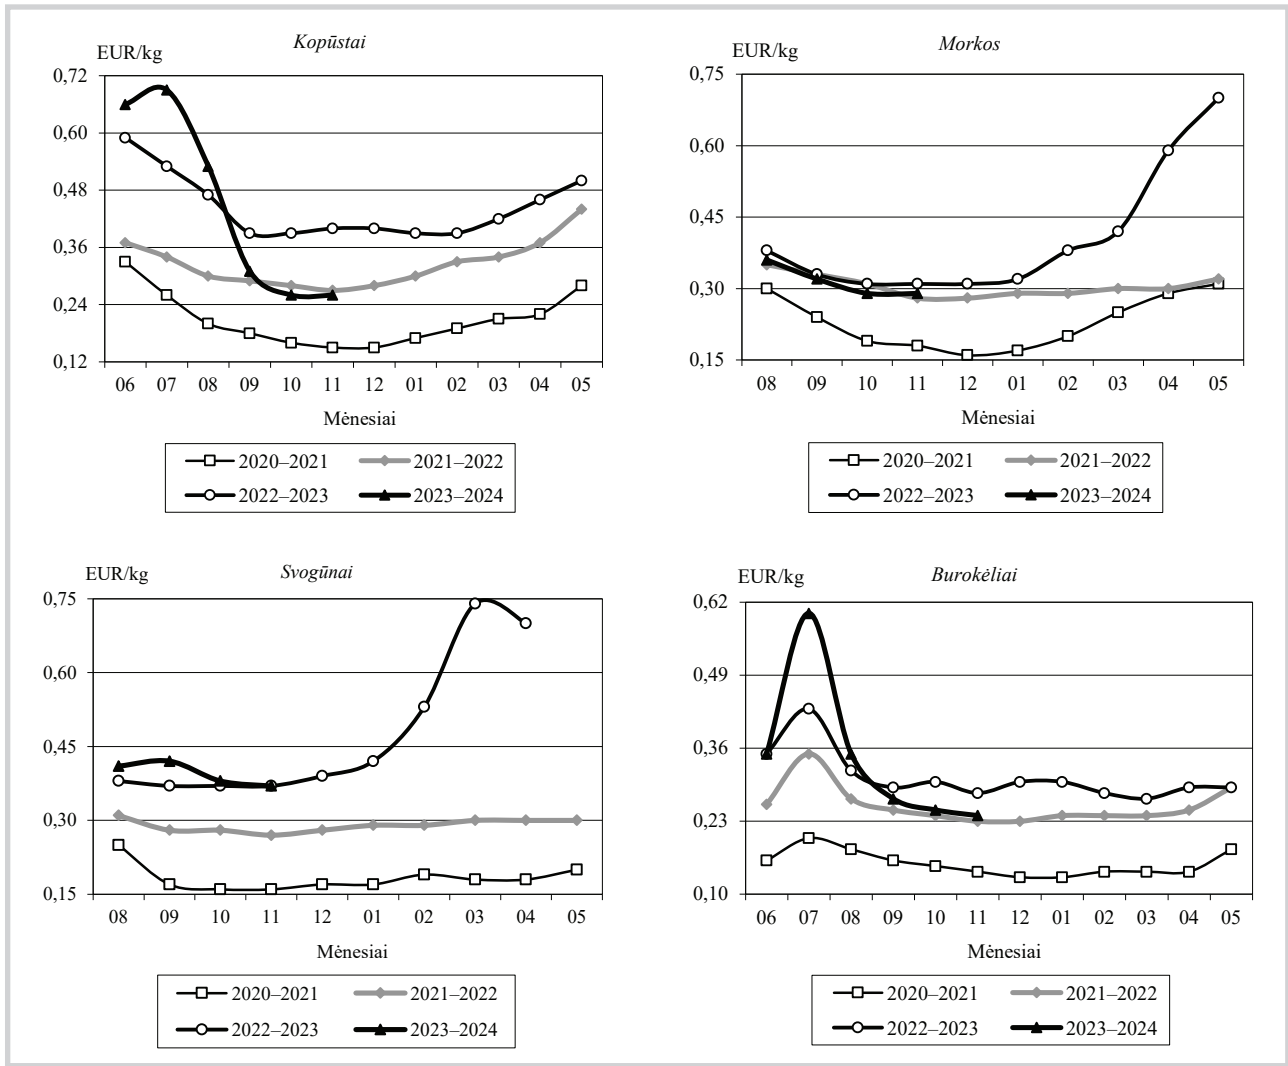 Kopūstai
EUR/kg
0,72
0,60
0,48
0,36
0,24
0,12
06 07 08 09 10 11 12 01 02 03 04 05
Mėnesiai
2020–2021 2021–2022
2022–2023 2023–2024
Morkos
EUR/kg
0,75
0,60
0,45
0,30
0,15
08 09 10 11 12 01 02 03 04 05
Mėnesiai
2020–2021 2021–2022
2022–2023 2023–2024
Svogūnai
EUR/kg
0,75
0,60
0,45
0,30
0,15
08 09 10 11 12 01 02 03 04 05
Mėnesiai
2020–2021 2021–2022
2022–2023 2023–2024
Burokėliai
EUR/kg
0,62
0,49
0,36
0,23
0,10
06 07 08 09 10 11 12 01 02 03 04 05
Mėnesiai
2020–2021 2021–2022
2022–2023 2023–2024